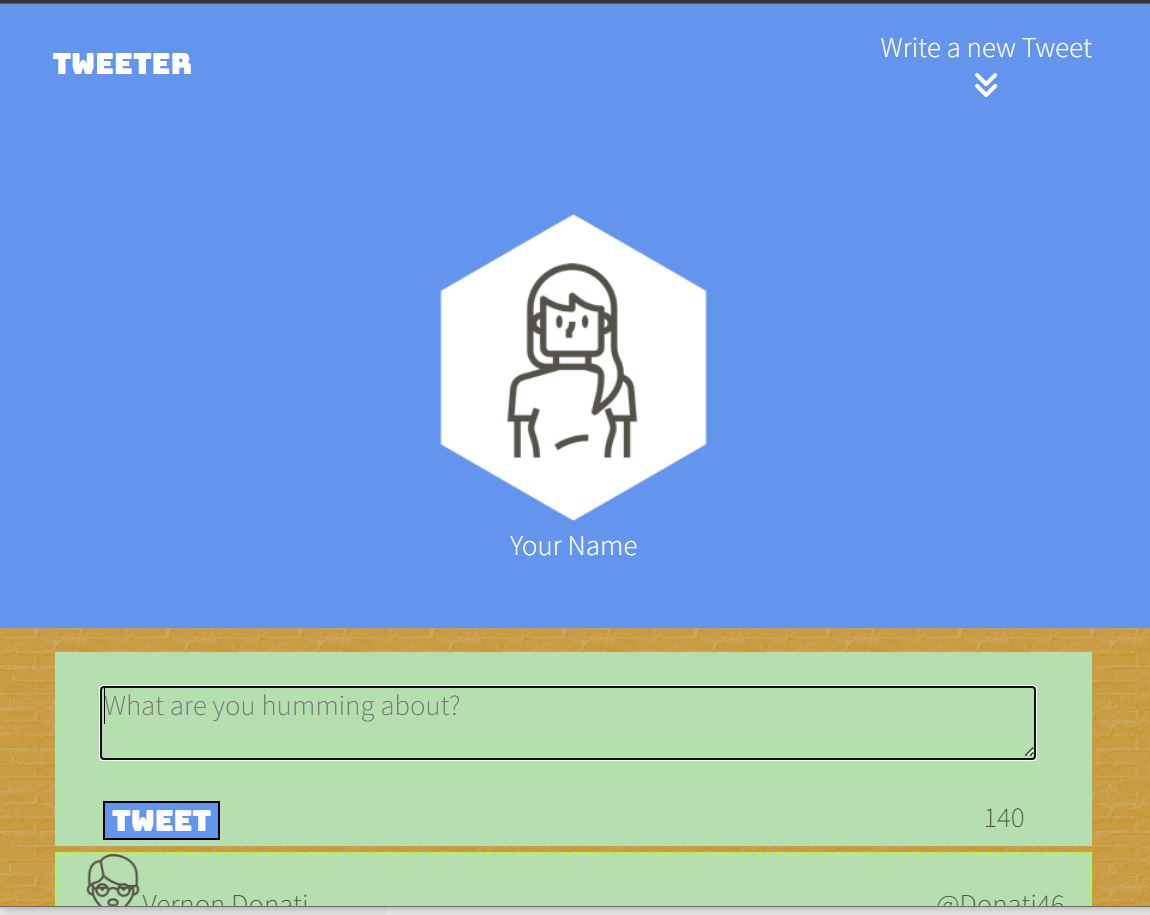 TWEETER
Write a new Tweet
Your Name
What are you humming about?
TWEET
140
Vernon Donati
@Donati46